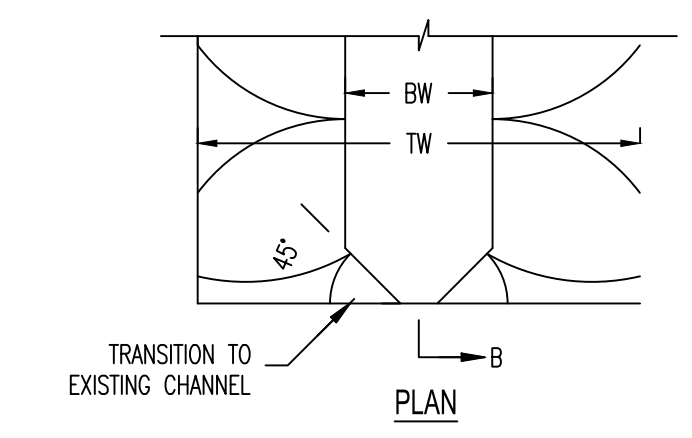 BW
TW
45°
TRANSITION TO
EXISTING CHANNEL
B
PLAN